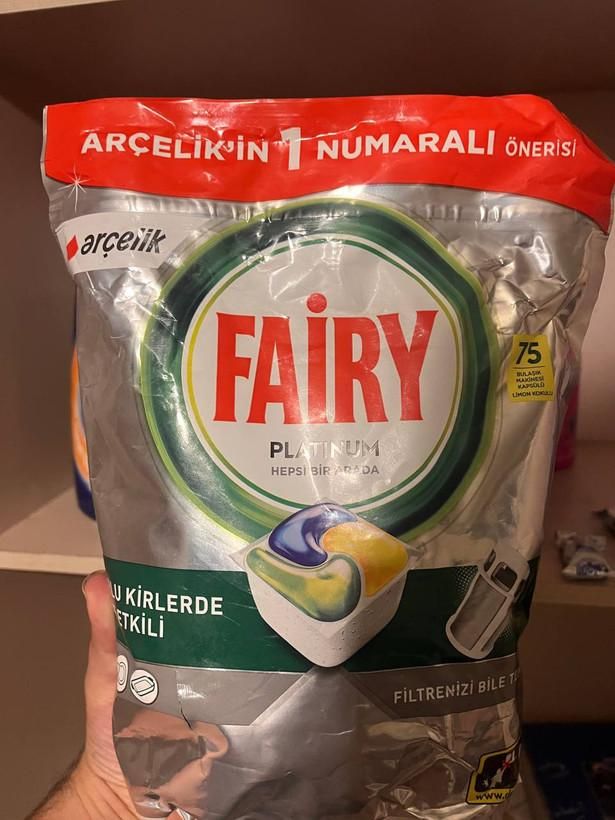 ARÇELİK'İN 1 NUMARALI ÖNERİSİ
arçelik
FAİRY
PLATINUM
HEPSİ BİR ARADA
75
BULAŞIK
MAKİNESİ
KAPSÜLÜ
LİMON KOKULU
KİRLERDE
ETKİLİ
FİLTRENİZİ BİLE
www.